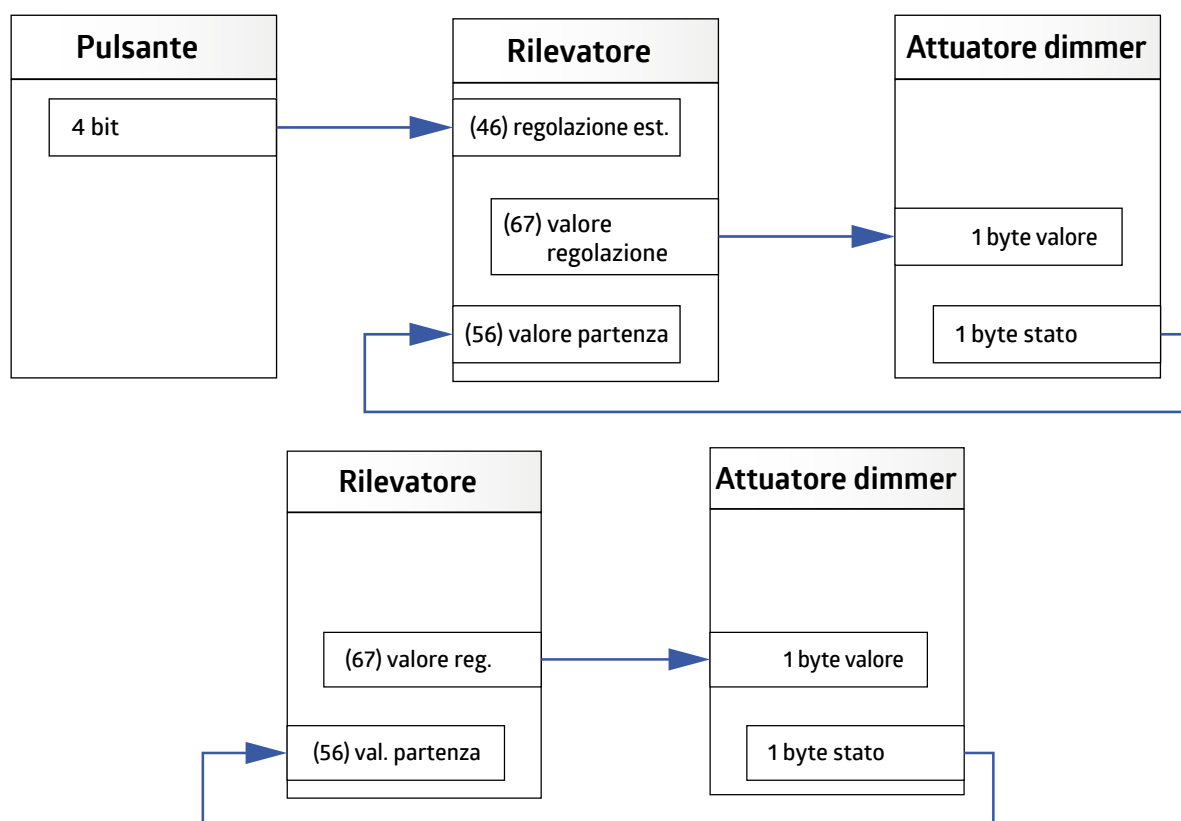 Pulsante
Rilevatore
Attuatore dimmer
4 bit
(46) regolazione est.
(67) valore
regolazione
1 byte valore
(56) valore partenza
1 byte stato
Rilevatore
Attuatore dimmer
(67) valore reg.
1 byte valore
(56) val. partenza
1 byte stato